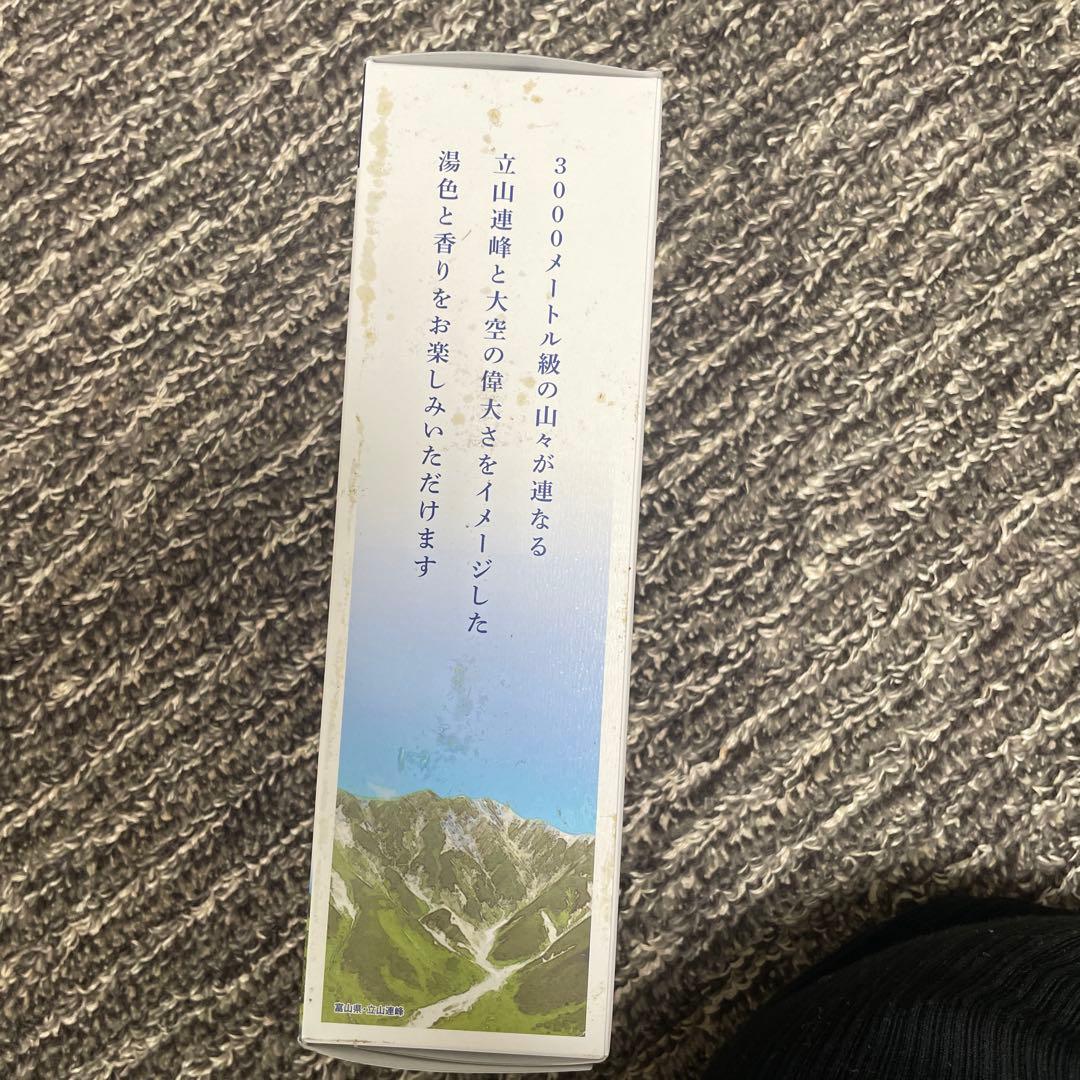 3000メートル級の山々が連なる
立山連峰と大空の偉大さをイメージした
湯色と香りをお楽しみいただけます
富山県・立山連峰